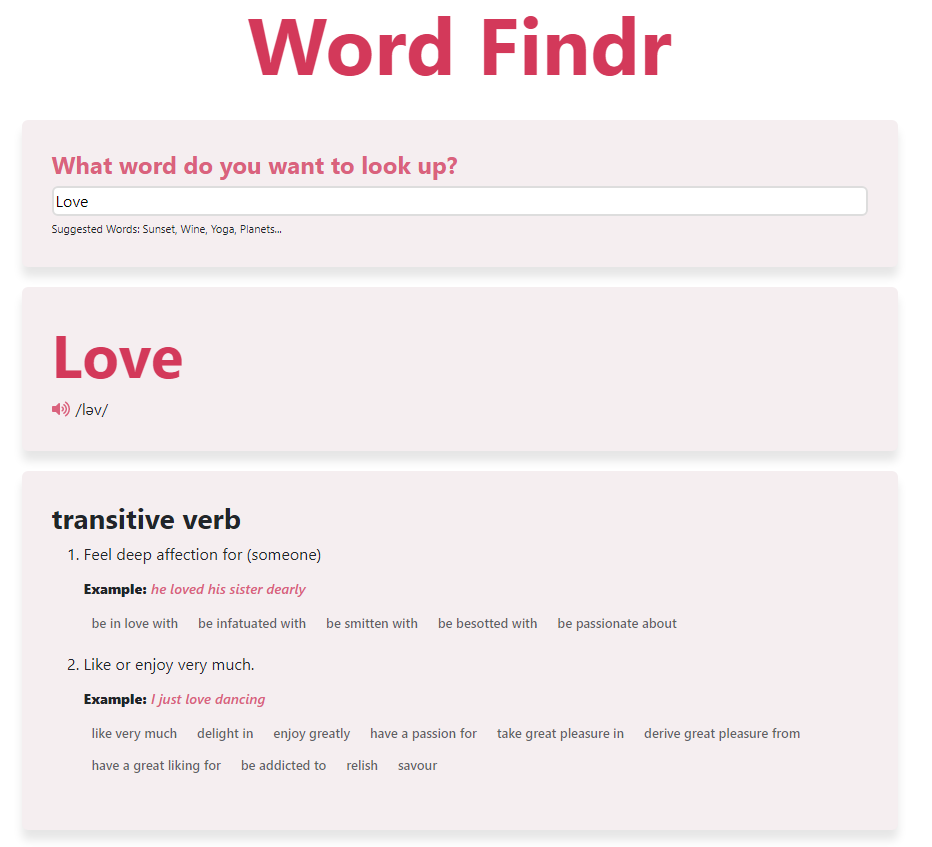 Word Findr
What word do you want to look up?
Love
Suggested Words: Sunset, Wine, Yoga, Planets...
Love
/ləv/
transitive verb
1. Feel deep affection for (someone)
Example: he loved his sister dearly
be in love with be infatuated with be smitten with be besotted with be passionate about
2. Like or enjoy very much.
Example: I just love dancing
like very much delight in enjoy greatly have a passion for take great pleasure in derive great pleasure from
have a great liking for be addicted to relish savour